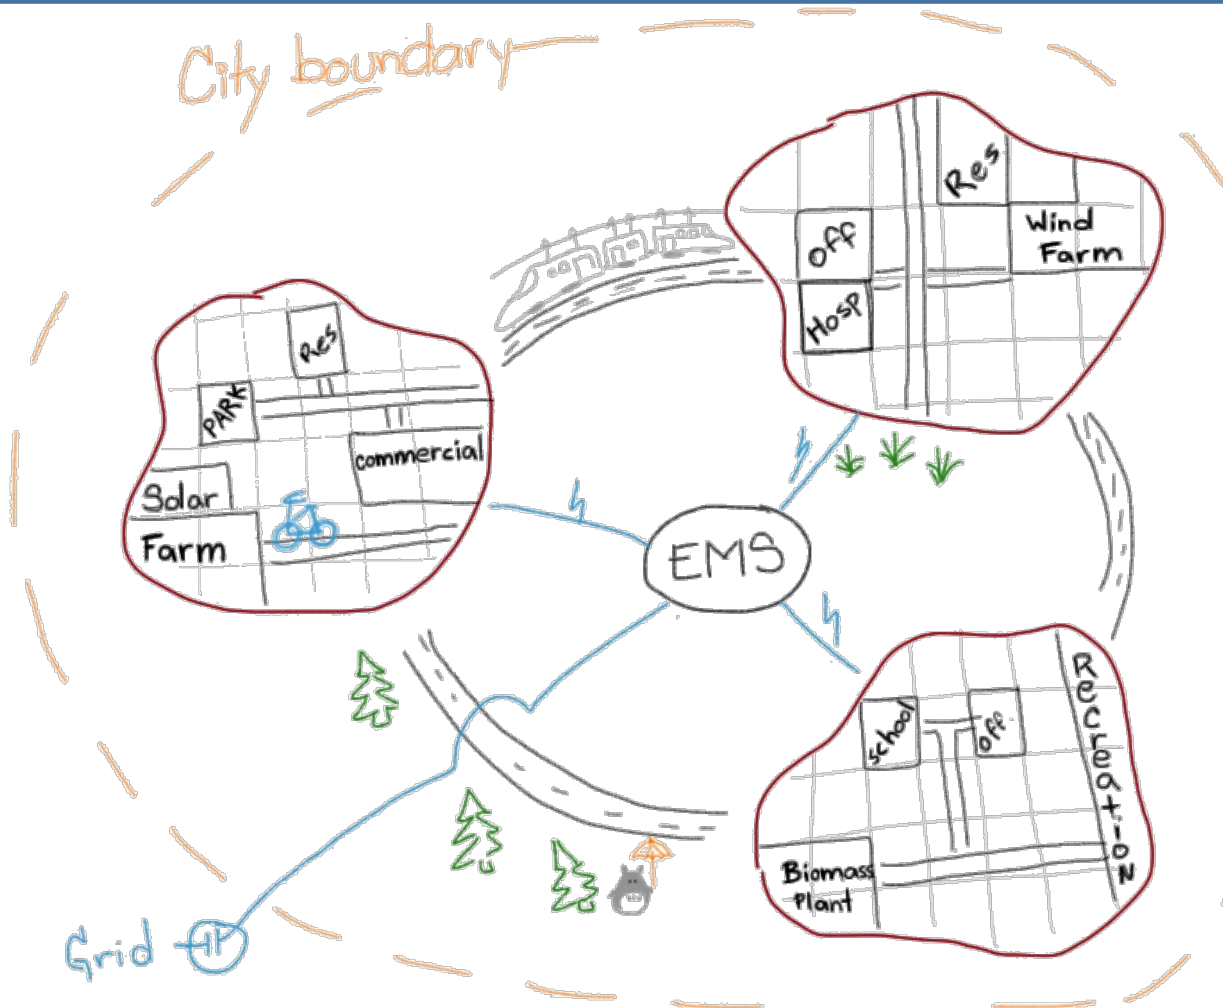 City boundary
Res
Off
Wind
Farm
Hosp
Res
PARK
commercial
Solar
Farm
EMS
School
Off
Recreation
Biomass
Plant
Grid